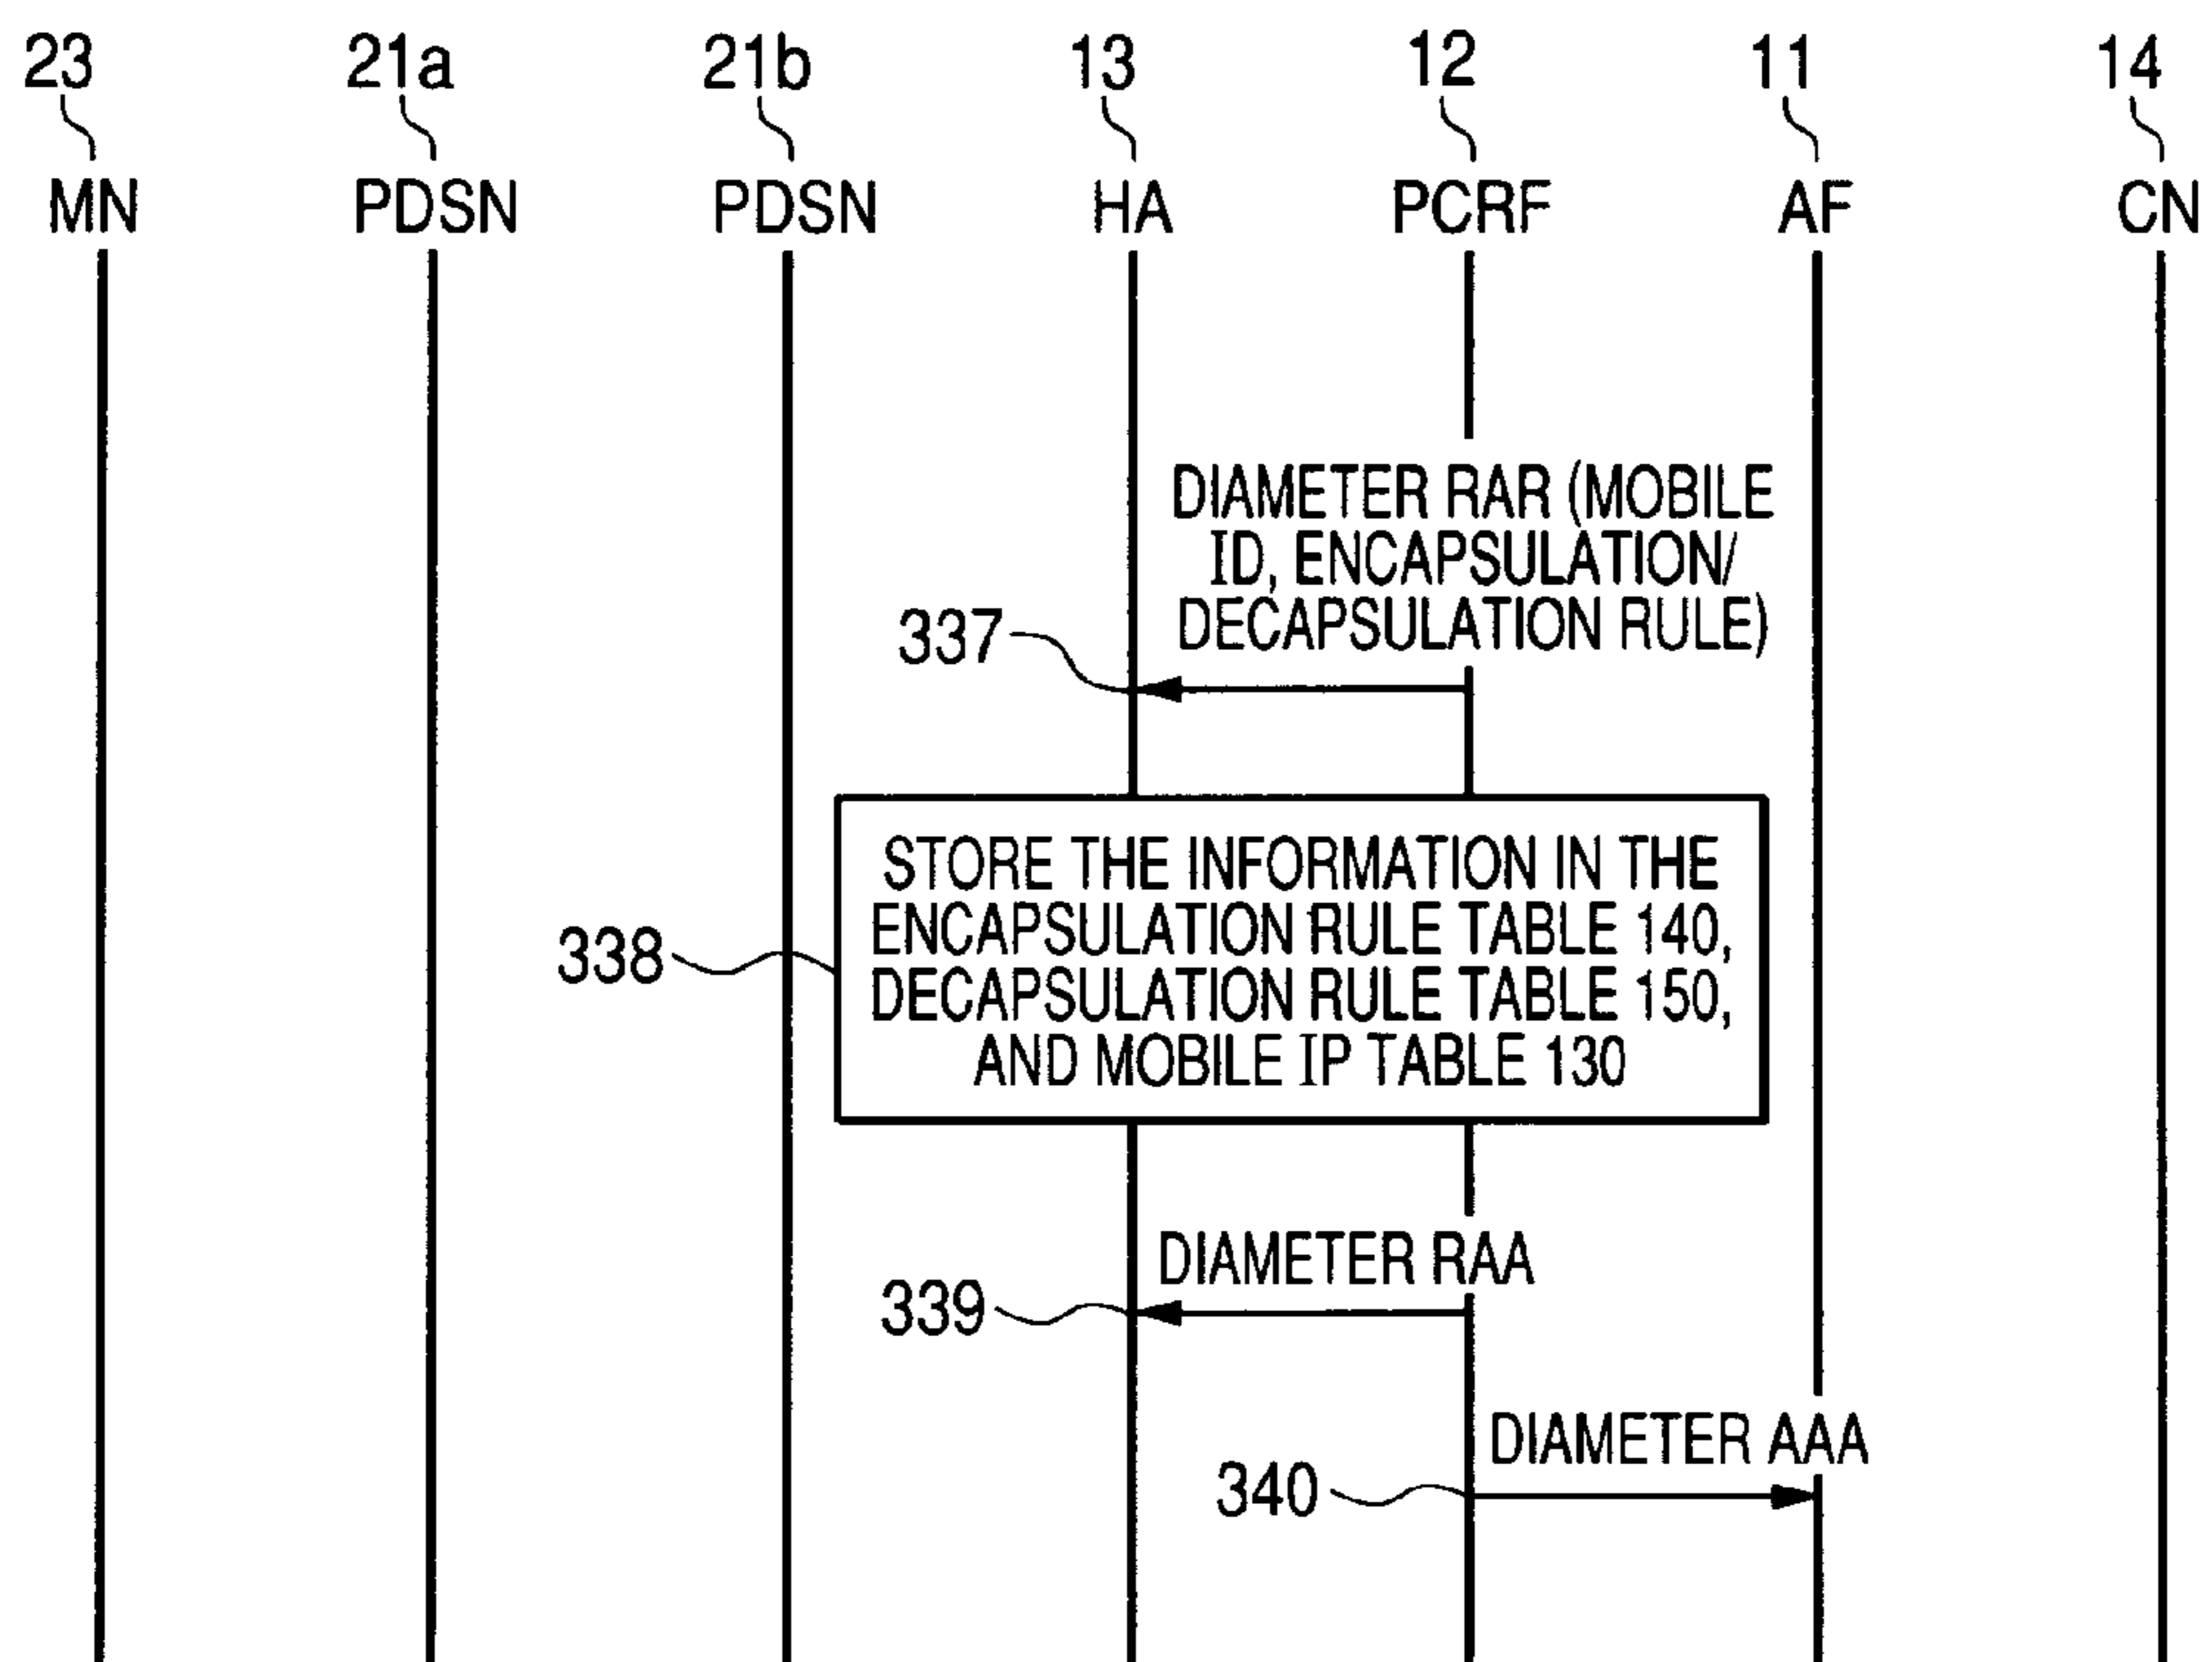 23 21a 21b 13 12 11 14
MN PDSN PDSN HA PCRF AF CN
DIAMETER RAR (MOBILE
ID, ENCAPSULATION/
DECAPSULATION RULE)
337
STORE THE INFORMATION IN THE
ENCAPSULATION RULE TABLE 140,
DECAPSULATION RULE TABLE 150,
AND MOBILE IP TABLE 130
338
DIAMETER RAA
339
DIAMETER AAA
340